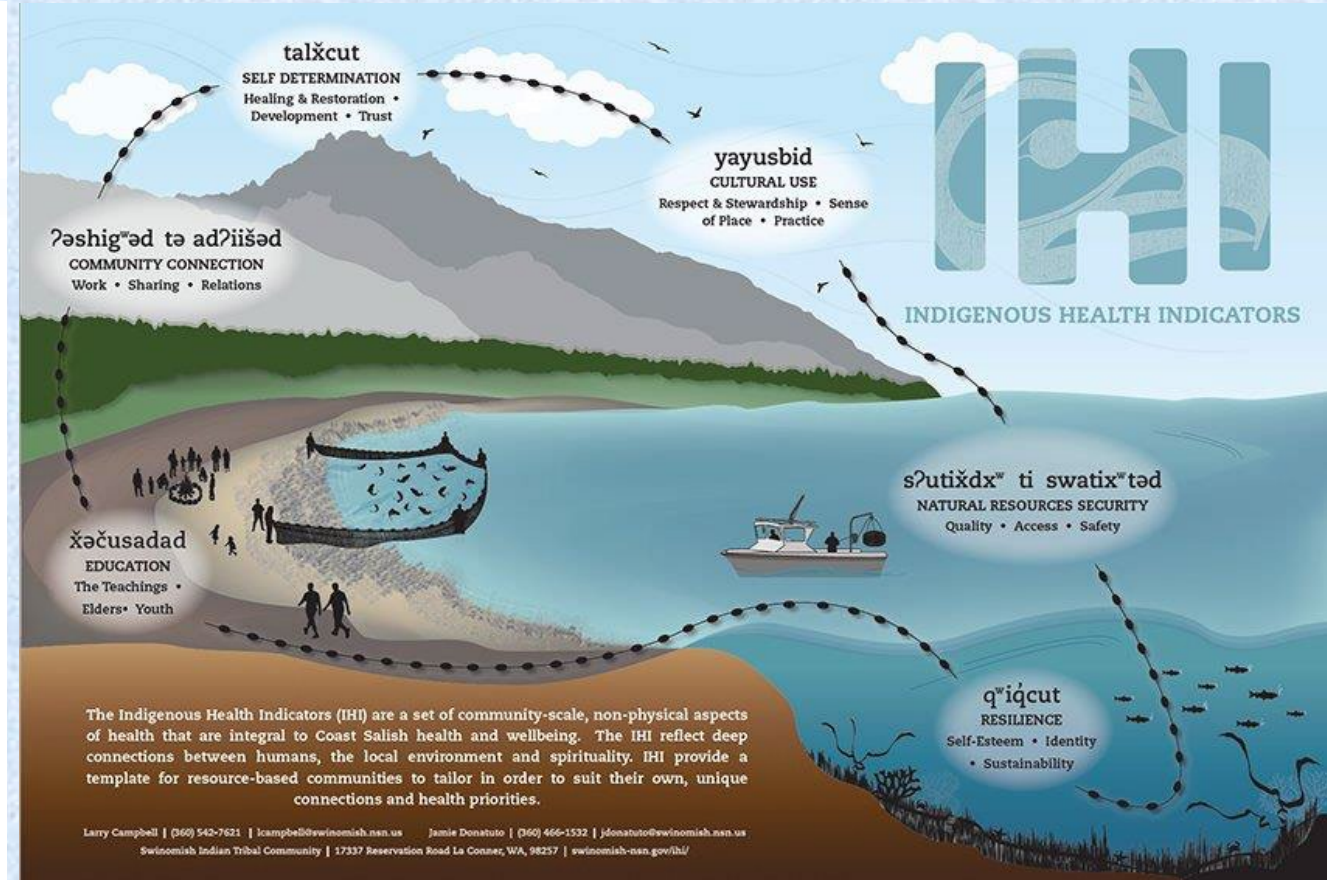 talx̌cut
SELF DETERMINATION
Healing & Restoration •
Development • Trust
yayusbid
CULTURAL USE
Respect & Stewardship • Sense
of Place • Practice
IHI
INDIGENOUS HEALTH INDICATORS
ʔəshigʷəd tə adʔiišəd
COMMUNITY CONNECTION
Work • Sharing • Relations
sʔutix̌dxʷ ti swatixʷtəd
NATURAL RESOURCES SECURITY
Quality • Access • Safety
x̌əčusadad
EDUCATION
The Teachings •
Elders• Youth
qʷiq̓cut
RESILIENCE
Self-Esteem • Identity
• Sustainability
The Indigenous Health Indicators (IHI) are a set of community-scale, non-physical aspects
of health that are integral to Coast Salish health and wellbeing. The IHI reflect deep
connections between humans, the local environment and spirituality. IHI provide a
template for resource-based communities to tailor in order to suit their own, unique
connections and health priorities.
Larry Campbell | (360) 542-7621 | lcampbell@swinomish.nsn.us Jamie Donatuto | (360) 466-1532 | jdonatuto@swinomish.nsn.us
Swinomish Indian Tribal Community | 17337 Reservation Road La Conner, WA, 98257 | swinomish-nsn.gov/ihi/